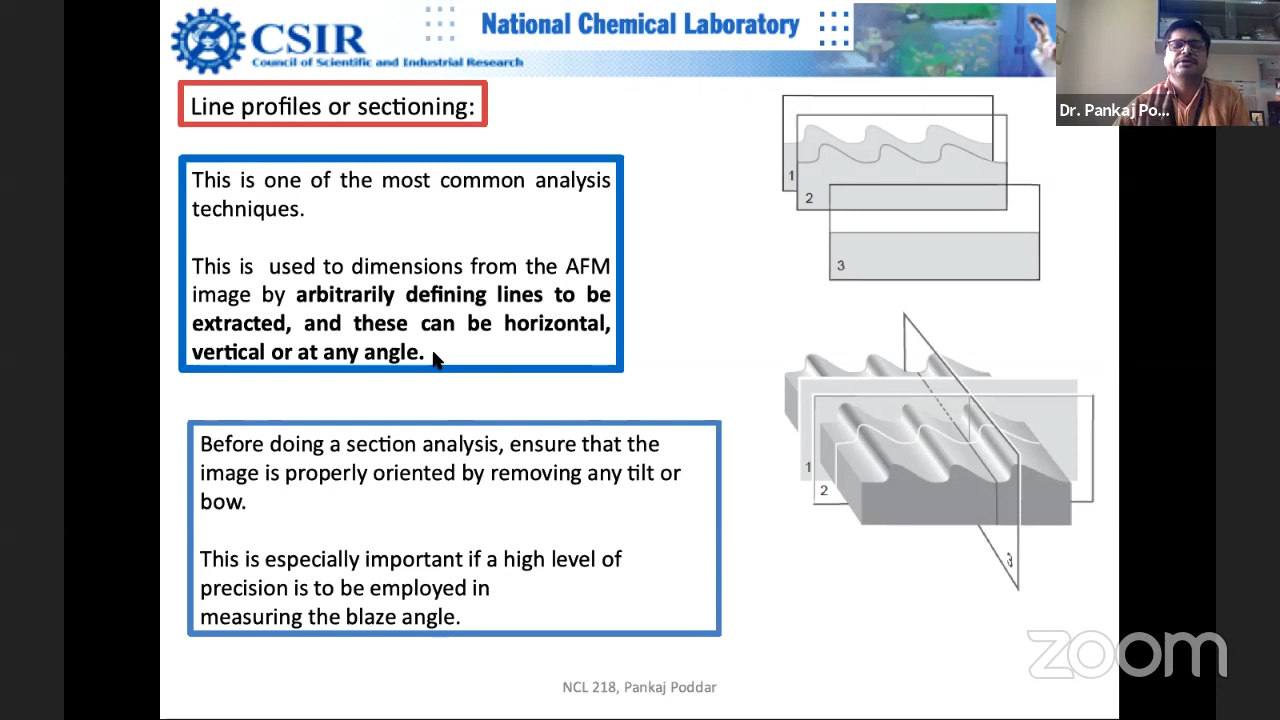 CSIR
Council of Scientific and Industrial Research
National Chemical Laboratory
Dr. Pankaj Po...
Line profiles or sectioning:
This is one of the most common analysis
techniques.
This is used to dimensions from the AFM
image by arbitrarily defining lines to be
extracted, and these can be horizontal,
vertical or at any angle.
Before doing a section analysis, ensure that the
image is properly oriented by removing any tilt or
bow.
This is especially important if a high level of
precision is to be employed in
measuring the blaze angle.
1
2
3
1
2
3
zoom
NCL 218, Pankaj Poddar